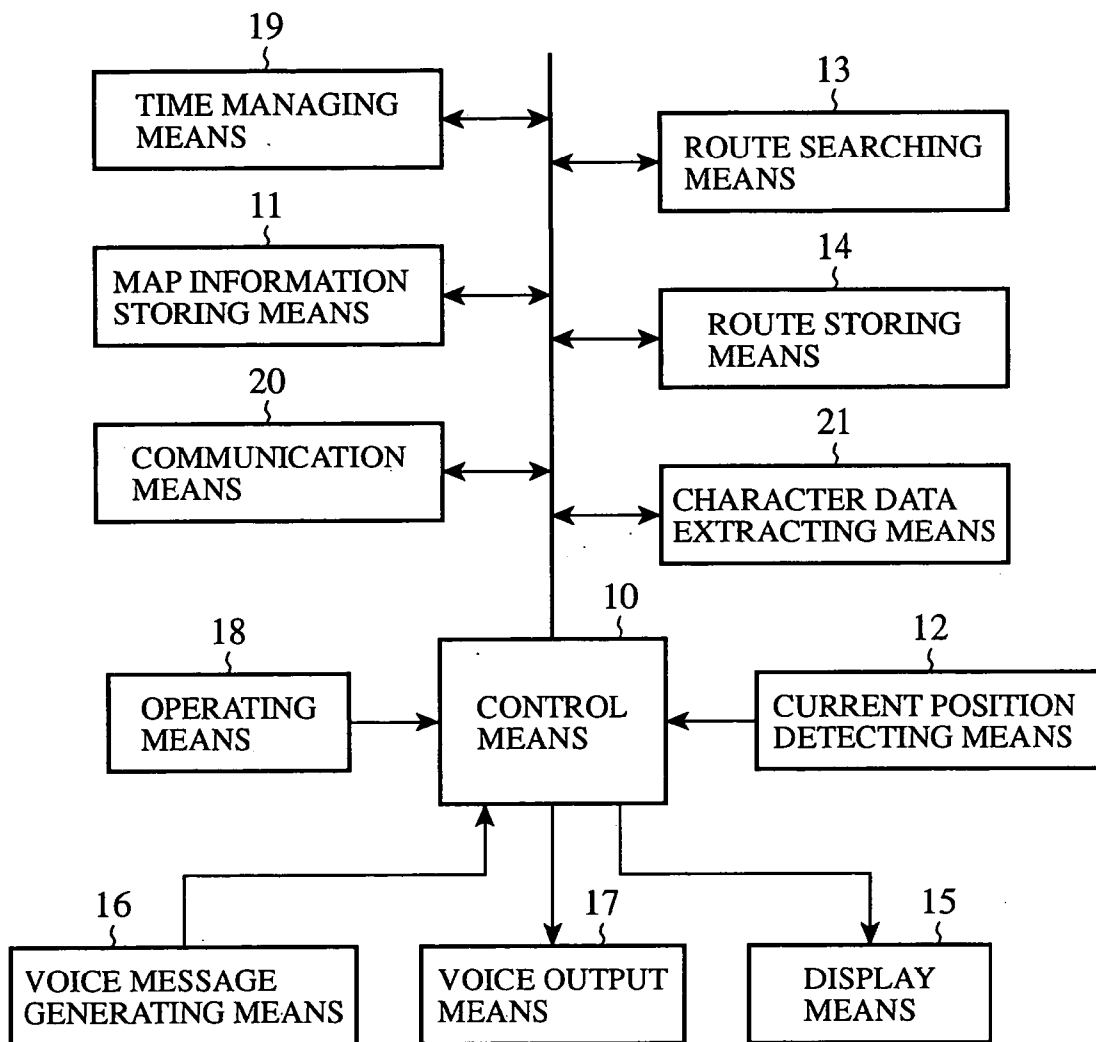 19
TIME MANAGING
MEANS
13
ROUTE SEARCHING
MEANS
11
MAP INFORMATION
STORING MEANS
14
ROUTE STORING
MEANS
20
COMMUNICATION
MEANS
21
CHARACTER DATA
EXTRACTING MEANS
10
CONTROL
MEANS
18
OPERATING
MEANS
12
CURRENT POSITION
DETECTING MEANS
16
VOICE MESSAGE
GENERATING MEANS
17
VOICE OUTPUT
MEANS
15
DISPLAY
MEANS